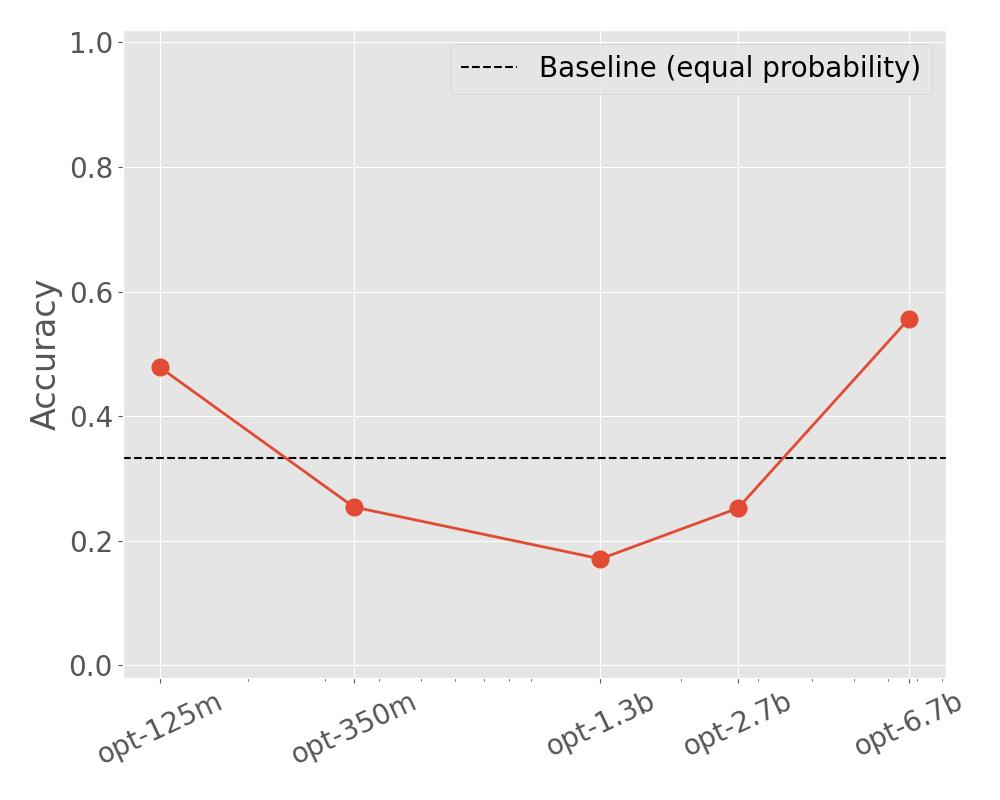 1.0
Baseline (equal probability)
0.8
0.6
Accuracy
0.4
0.2
0.0
opt-125m
opt-350m
opt-1.3b
opt-2.7b
opt-6.7b